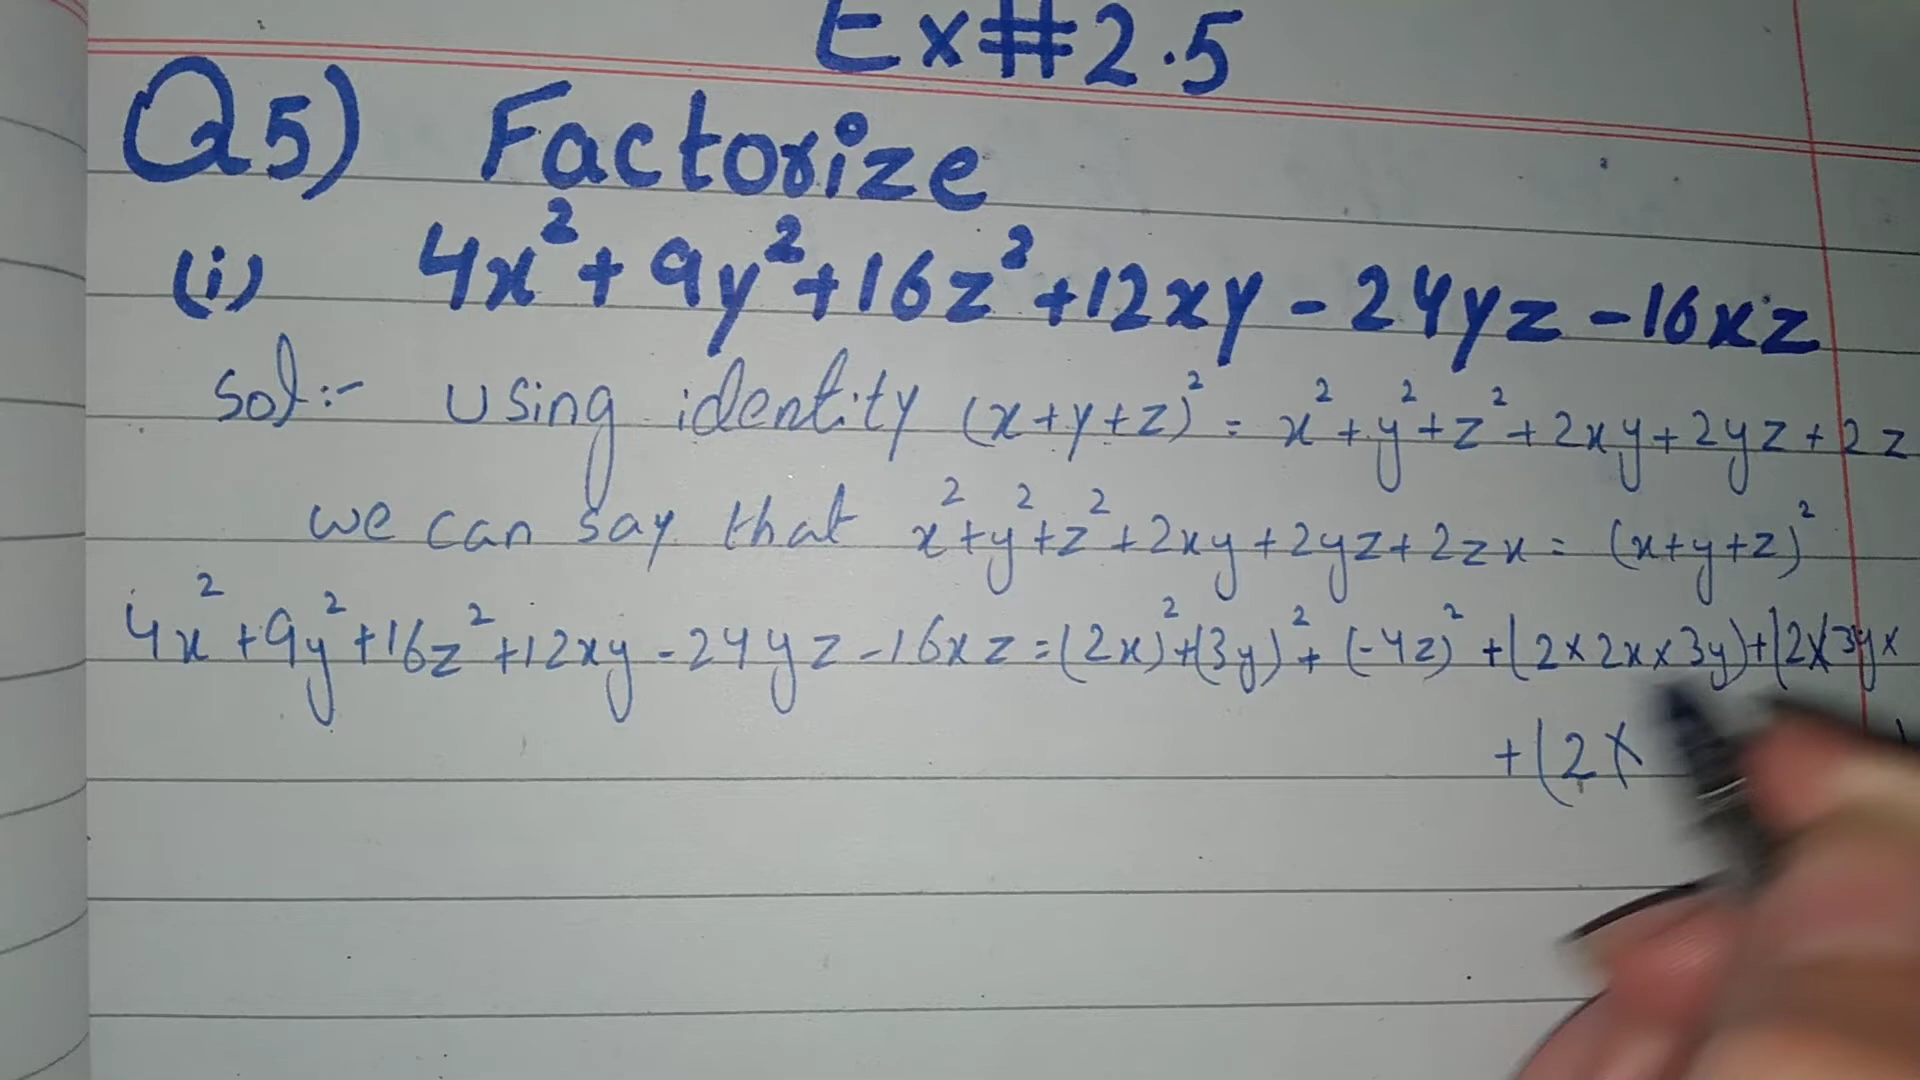 Ex#2.5
Q5) Factorize
(i) 4x²+9y²+16z²+12xy-24yz-16xz
Sol:- Using identity (x+y+z)² = x²+y²+z²+2xy+2yz+2z
we can say that x²+y²+z²+2xy+2yz+2zx = (x+y+z)²
4x²+9y²+16z²+12xy-24yz-16xz = (2x)²+(3y)²+(-4z)²+(2×2x×3y)+(2×3y×
+(2×